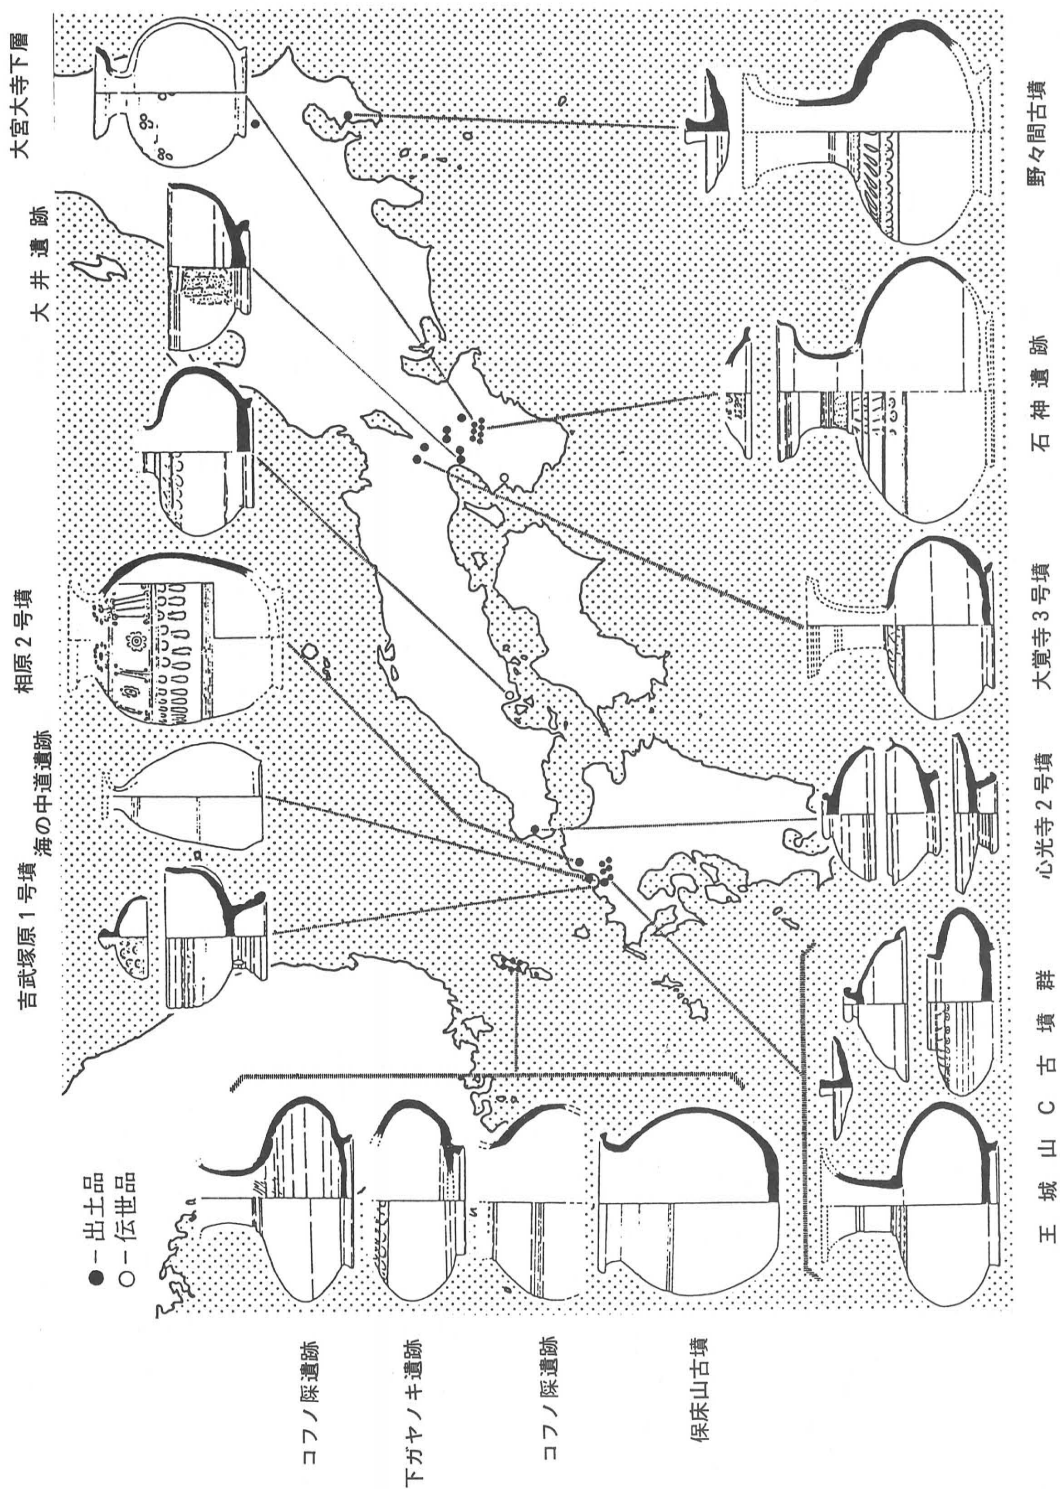 吉武塚原1号墳
海の中道遺跡
相原2号墳
大井遺跡
大宮大寺下層
●－出土品
○－伝世品
コフノ隂遺跡
下ガヤノキ遺跡
コフノ隂遺跡
保床山古墳
王城山C古墳群
心光寺2号墳
大覚寺3号墳
石神遺跡
野々間古墳